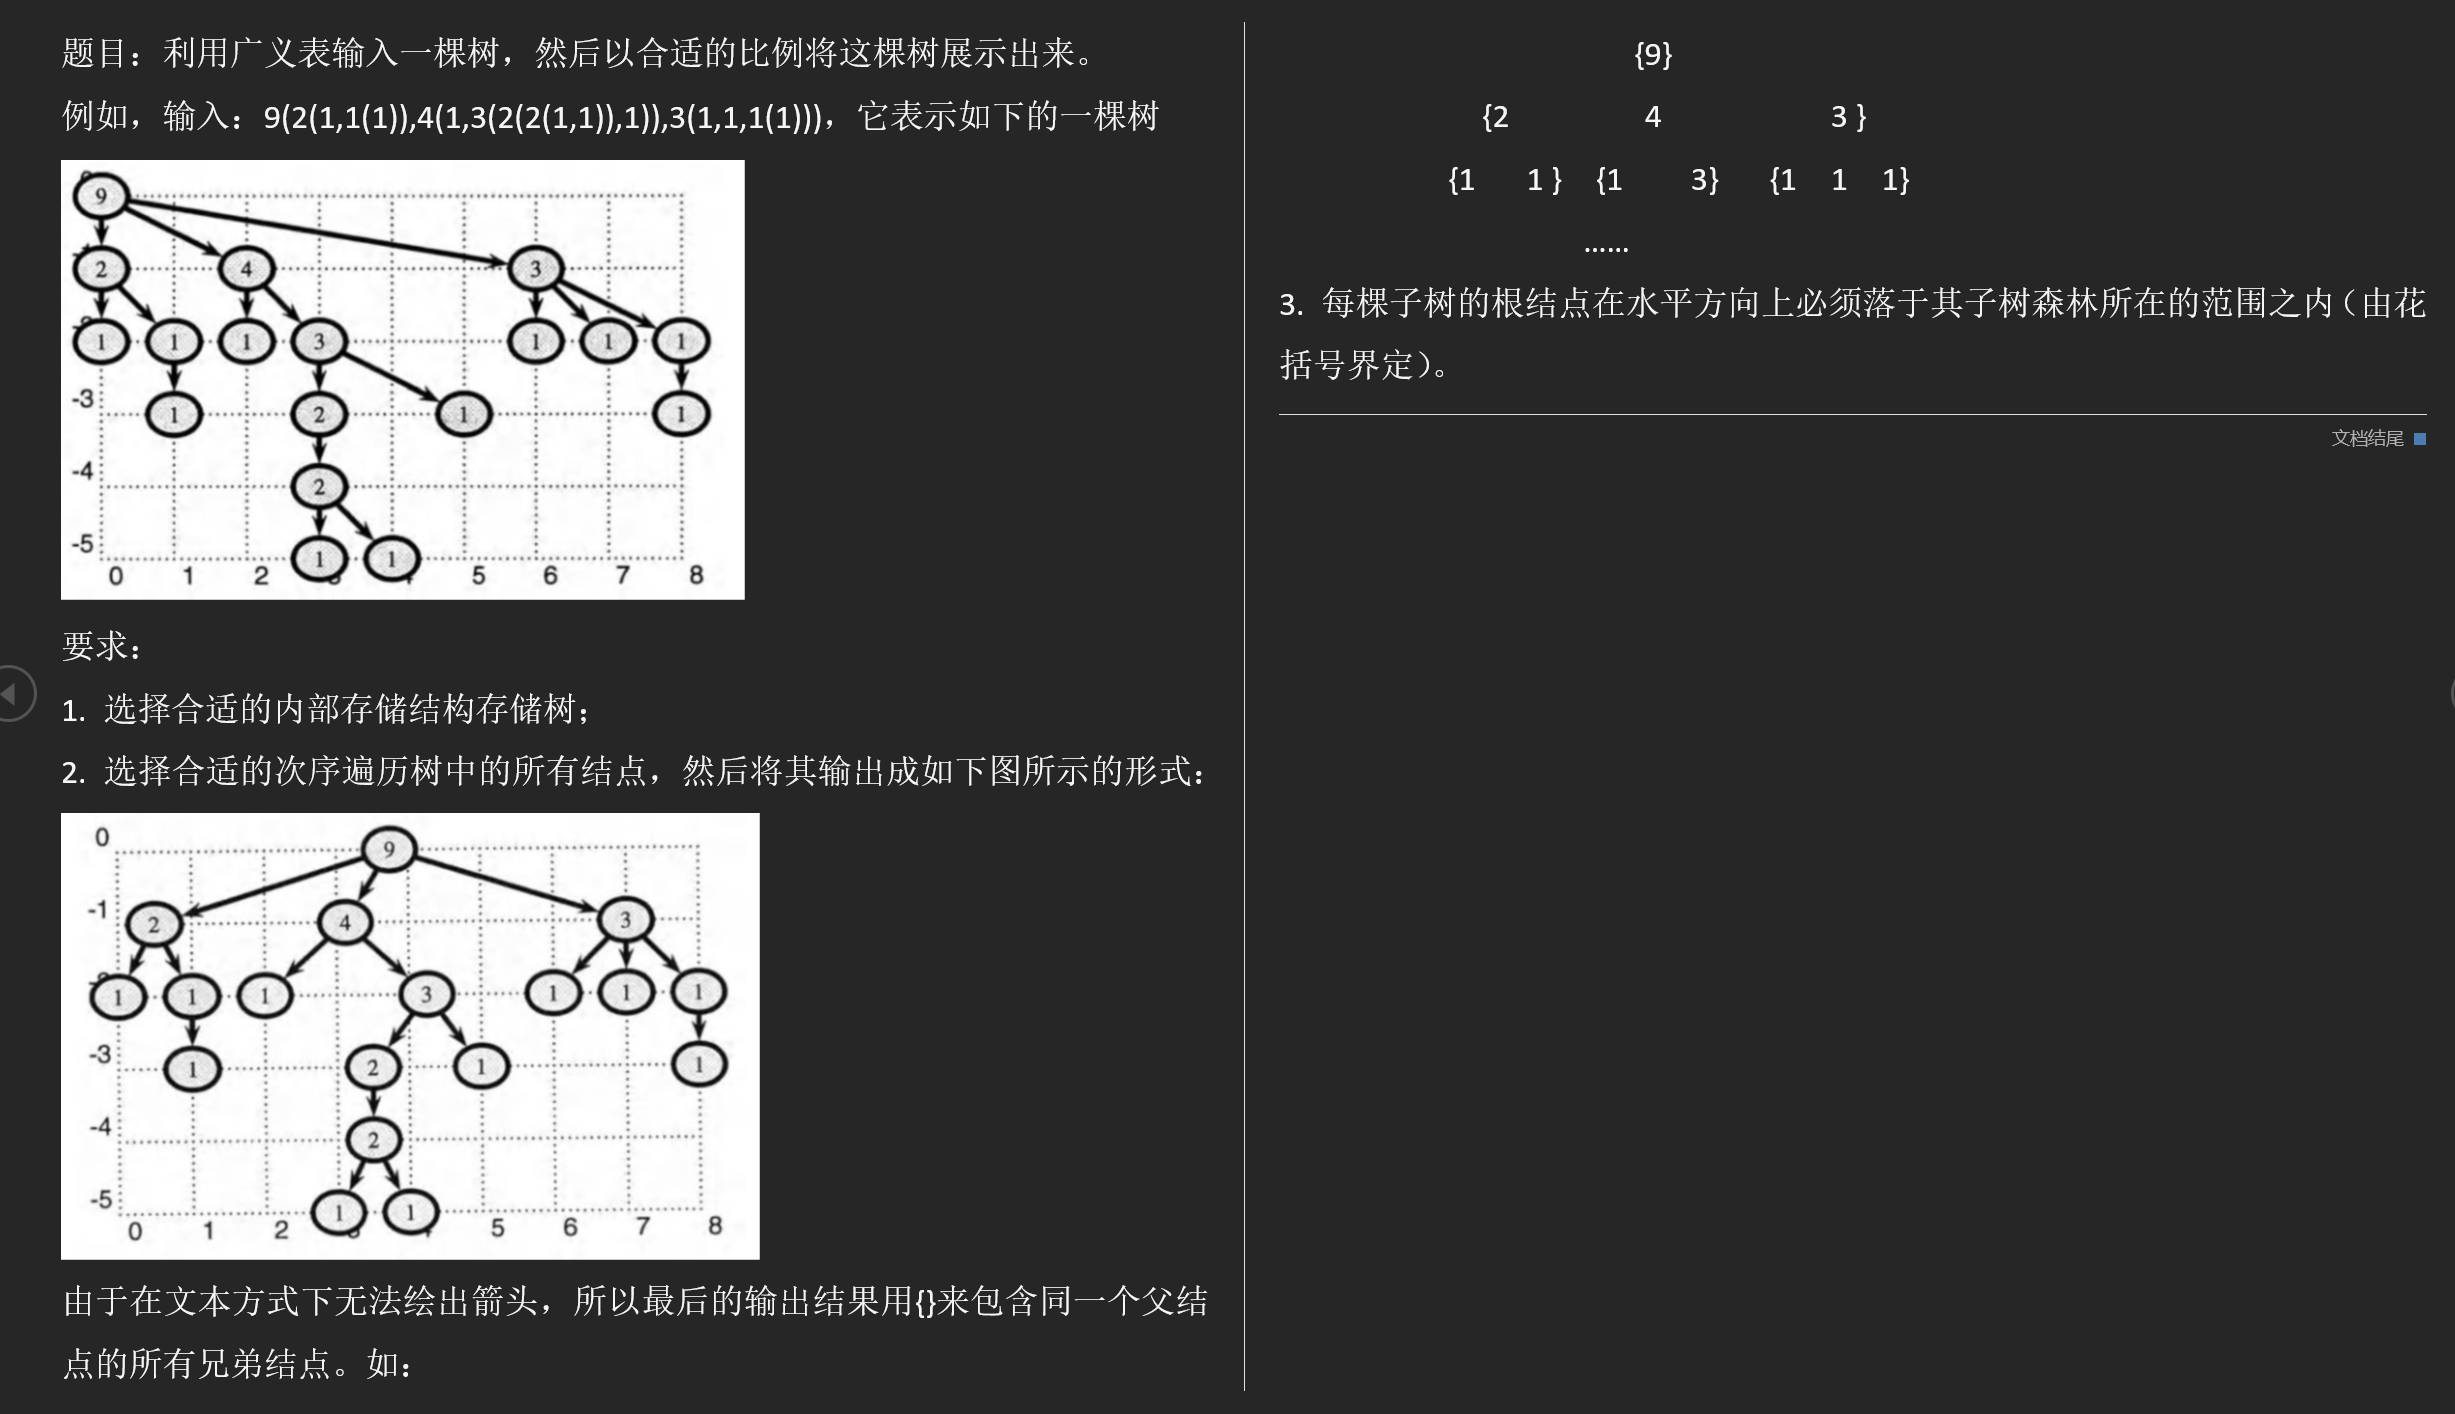 题目：利用广义表输入一棵树，然后以合适的比例将这棵树展示出来。
例如，输入：9(2(1,1(1)),4(1,3(2(2(1,1)),1)),3(1,1,1(1)))，它表示如下的一棵树
9
2 4 3
1 1 1 3 1 1 1
-3 1 2 1 1
-4 2
-5 1 1
0 1 2 5 6 7 8
要求：
1. 选择合适的内部存储结构存储树；
2. 选择合适的次序遍历树中的所有结点，然后将其输出成如下图所示的形式：
0 9
-1 2 4 3
1 1 1 3 1 1 1
-3 1 2 1 1
-4 2
-5 1 1
0 1 2 5 6 7 8
由于在文本方式下无法绘出箭头，所以最后的输出结果用{}来包含同一个父结
点的所有兄弟结点。如：
{9}
{2 4 3 }
{1 1 } {1 3} {1 1 1}
……
3. 每棵子树的根结点在水平方向上必须落于其子树森林所在的范围之内（由花
括号界定）。
文档结尾